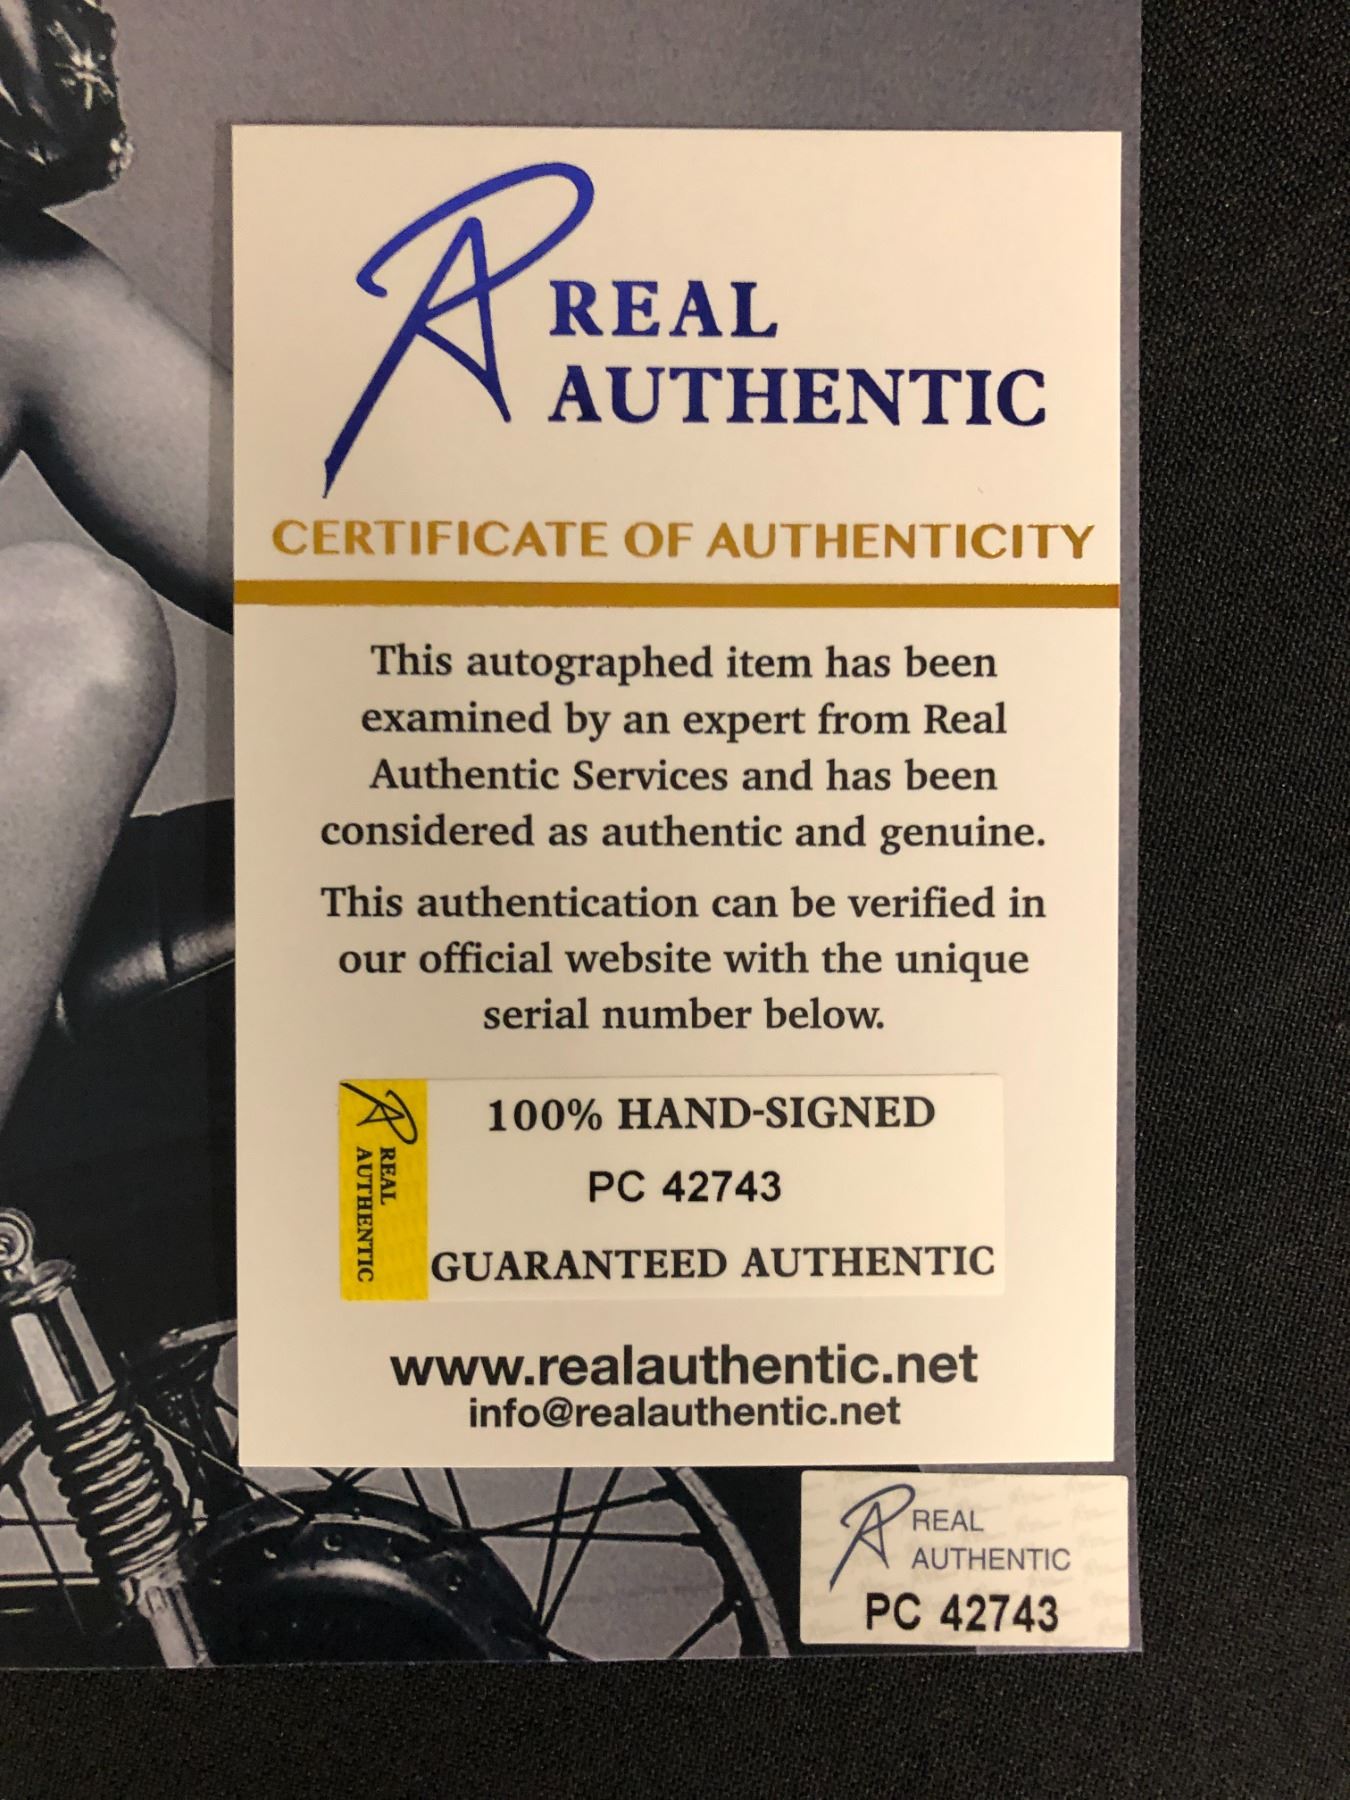 REAL
AUTHENTIC
CERTIFICATE OF AUTHENTICITY
This autographed item has been
examined by an expert from Real
Authentic Services and has been
considered as authentic and genuine.
This authentication can be verified in
our official website with the unique
serial number below.
REAL
AUTHENTIC
100% HAND-SIGNED
PC 42743
GUARANTEED AUTHENTIC
www.realauthentic.net
info@realauthentic.net
REAL
AUTHENTIC
PC 42743